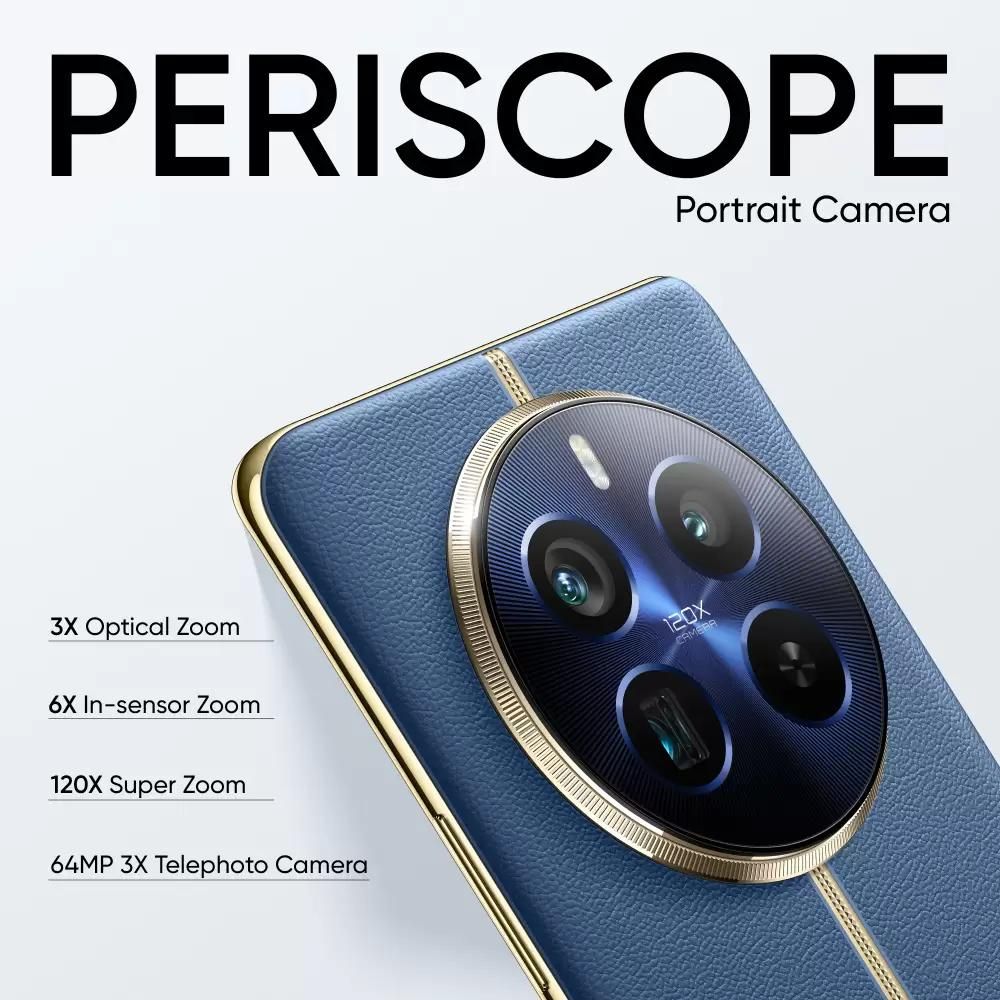 PERISCOPE
Portrait Camera
120X
CAMERA
3X Optical Zoom
6X In-sensor Zoom
120X Super Zoom
64MP 3X Telephoto Camera